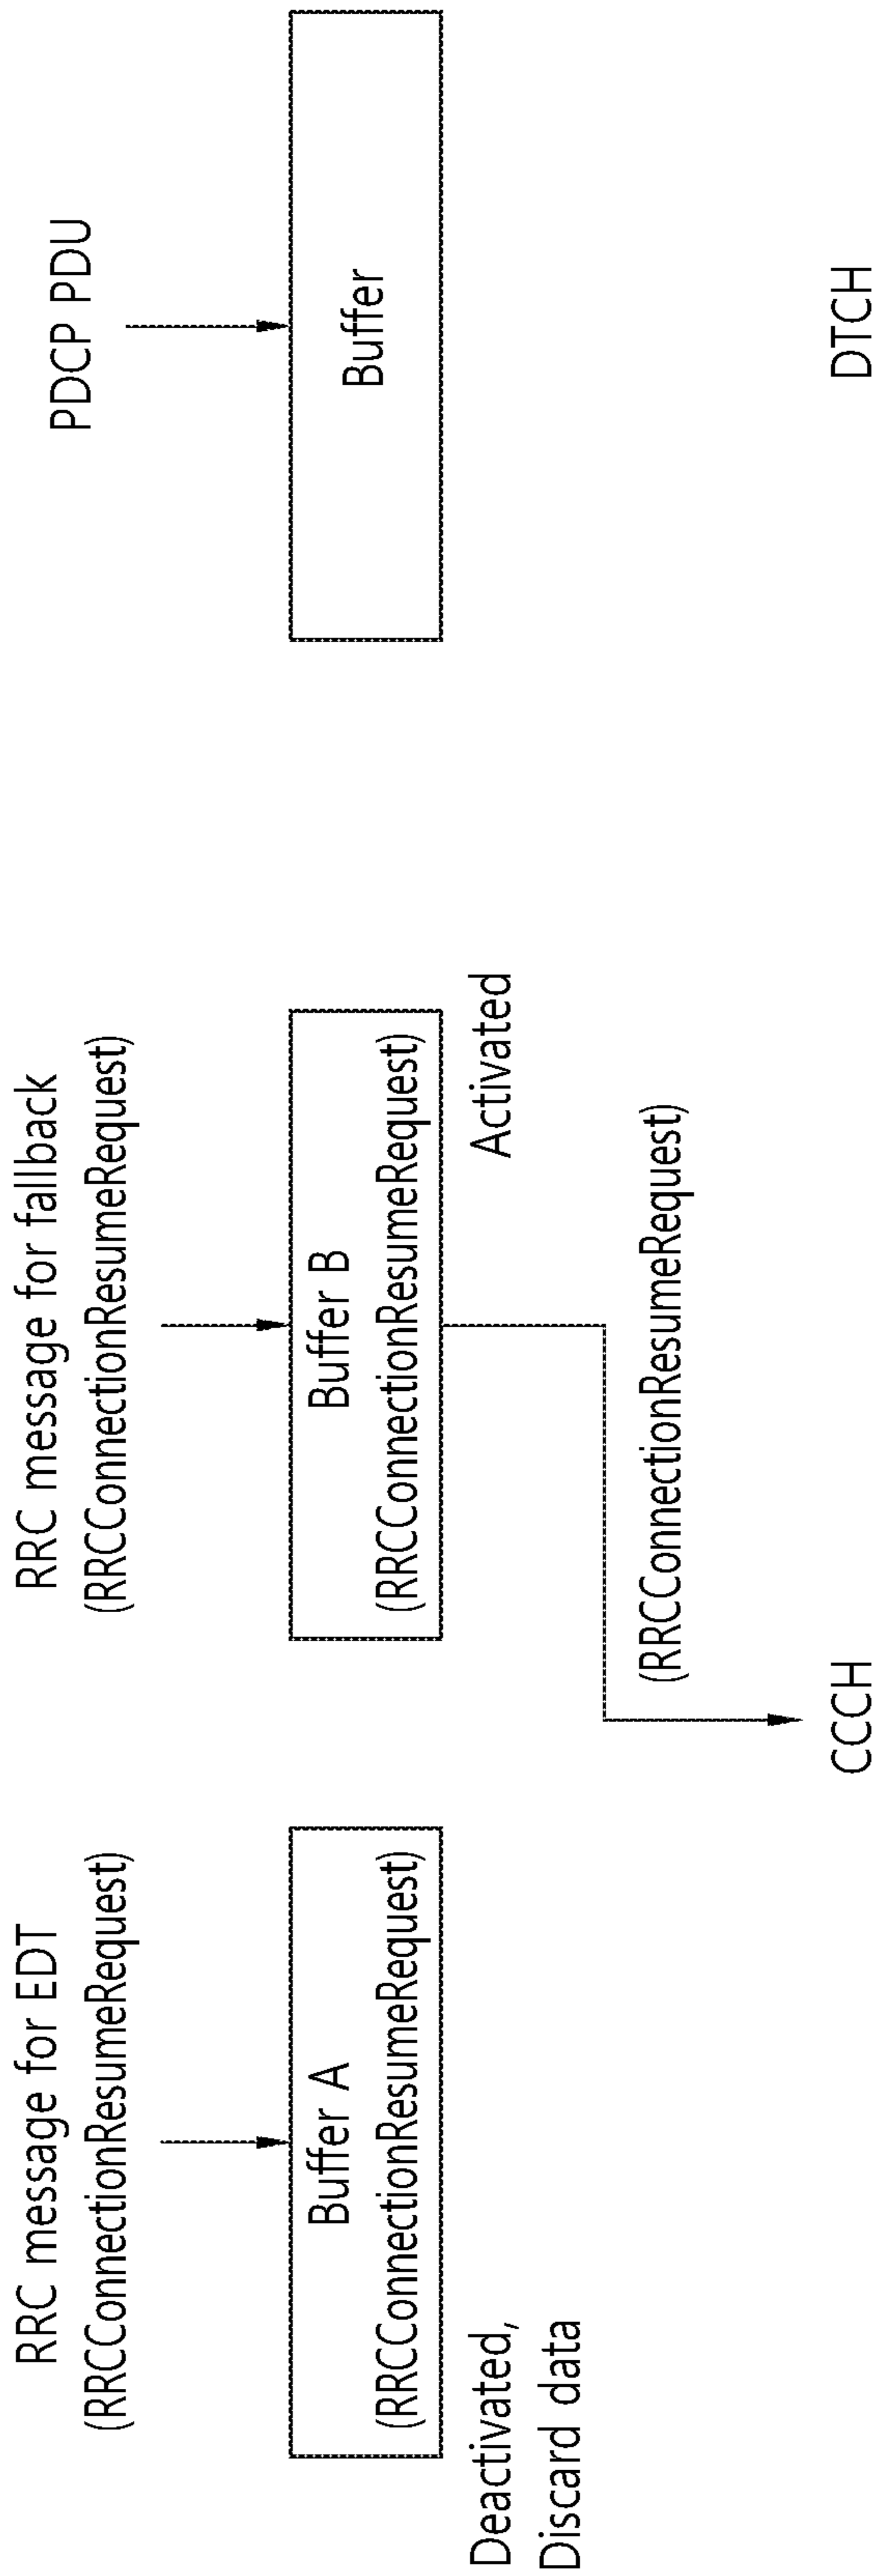 RRC message for EDT
(RRCConnectionResumeRequest)
Buffer A
(RRCConnectionResumeRequest)
Deactivated,
Discard data
RRC message for fallback
(RRCConnectionResumeRequest)
Buffer B
(RRCConnectionResumeRequest)
Activated
(RRCConnectionResumeRequest)
CCCH
PDCP PDU
Buffer
DTCH